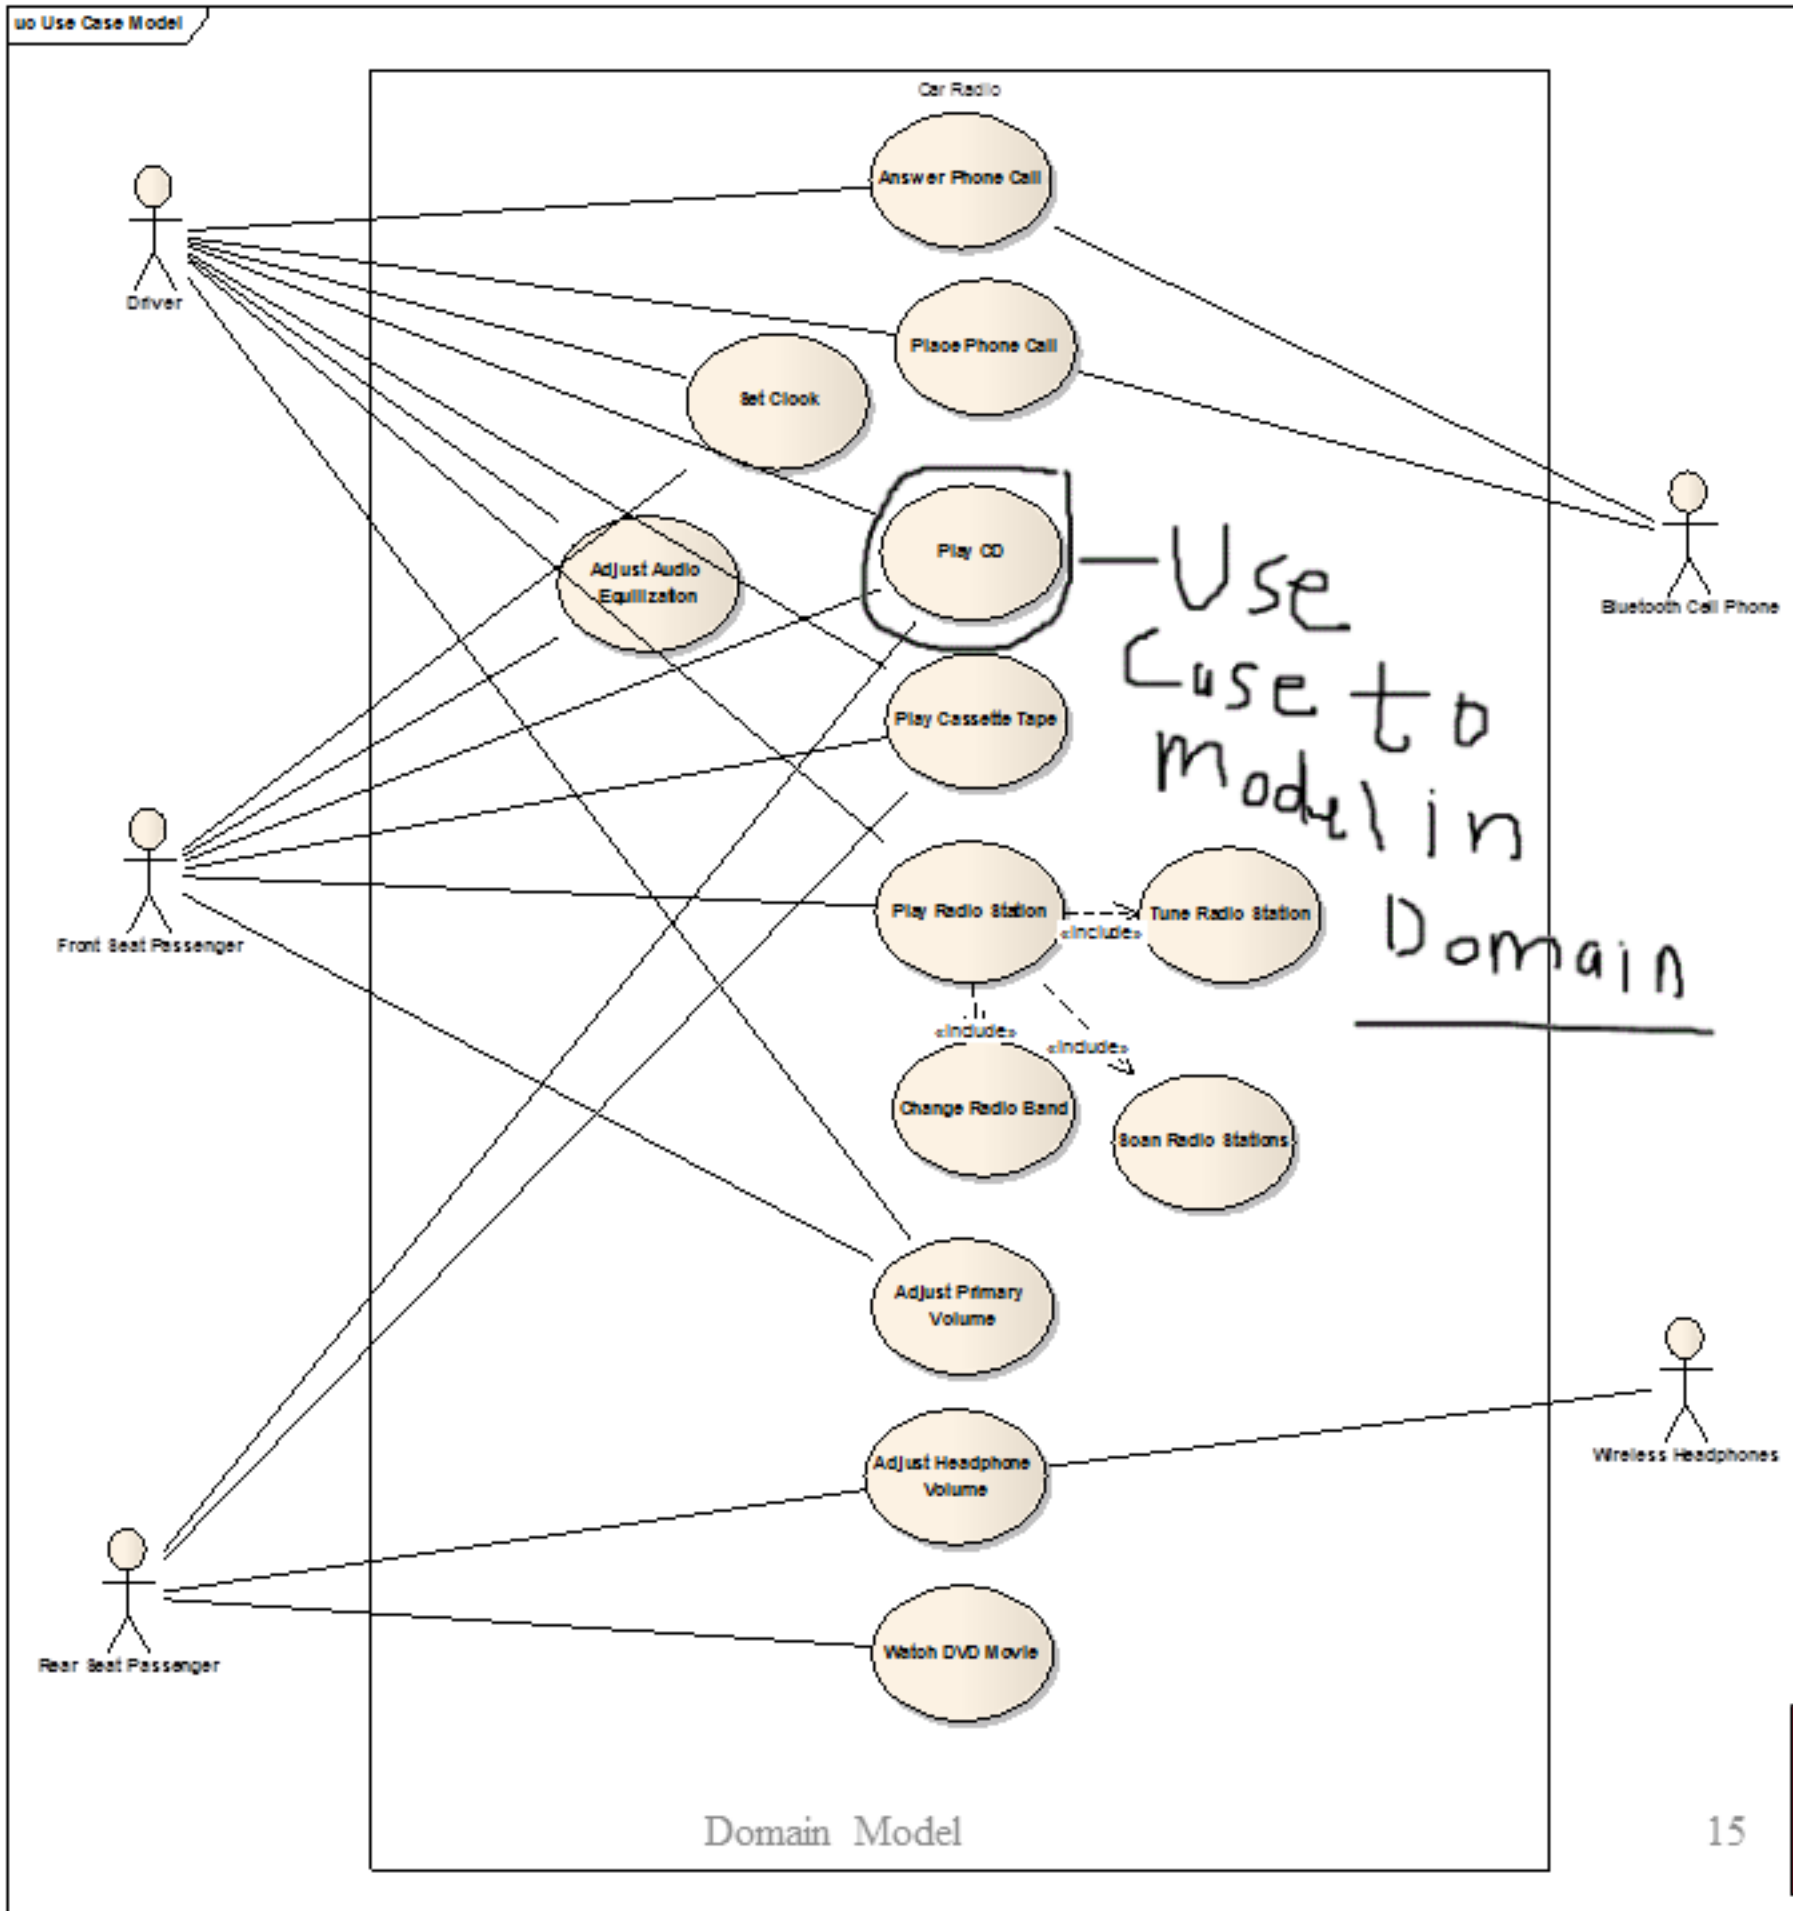 uc Use Case Model
Car Radio
Answer Phone Call
Driver
Place Phone Call
Set Clock
Play CD
Adjust Audio
Equilization
Bluetooth Cell Phone
Use
Case to
Model in
Domain
Play Cassette Tape
Front Seat Passenger
Play Radio Station
«include»
Tune Radio Station
«include»
«include»
Change Radio Band
Scan Radio Stations
Adjust Primary
Volume
Adjust Headphone
Volume
Wireless Headphones
Rear Seat Passenger
Watch DVD Movie
Domain Model
15